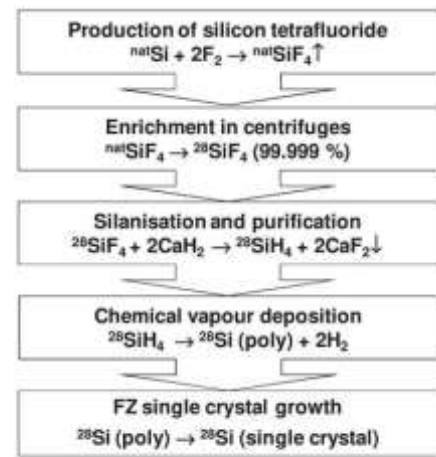 Production of silicon tetrafluoride
ⁿᵃᵗSi + 2F₂ → ⁿᵃᵗSiF₄↑
Enrichment in centrifuges
ⁿᵃᵗSiF₄ → ²⁸SiF₄ (99.999 %)
Silanisation and purification
²⁸SiF₄ + 2CaH₂ → ²⁸SiH₄ + 2CaF₂↓
Chemical vapour deposition
²⁸SiH₄ → ²⁸Si (poly) + 2H₂
FZ single crystal growth
²⁸Si (poly) → ²⁸Si (single crystal)